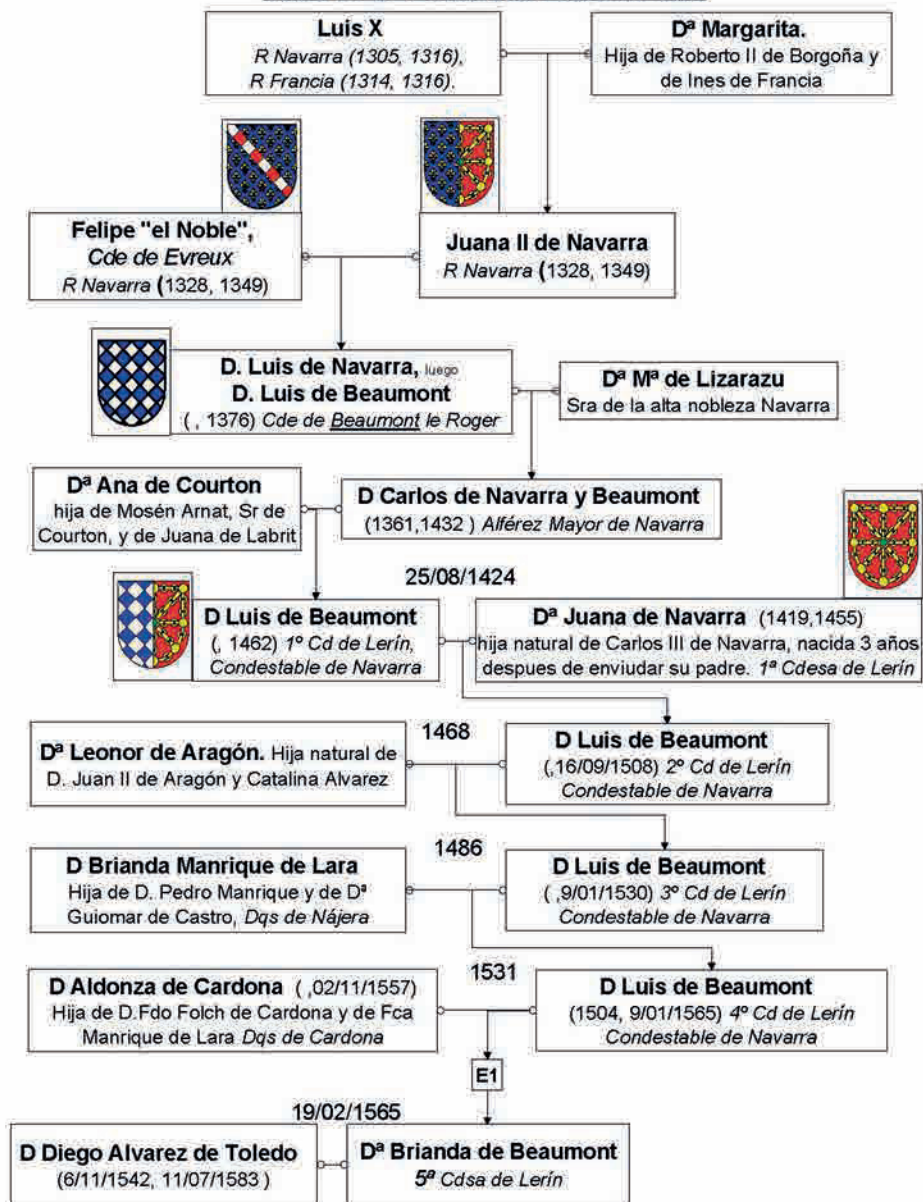 Luis X
R Navarra (1305, 1316),
R Francia (1314, 1316).
Dª Margarita.
Hija de Roberto II de Borgoña y
de Ines de Francia
Felipe "el Noble",
Cde de Evreux
R Navarra (1328, 1349)
Juana II de Navarra
R Navarra (1328, 1349)
D. Luis de Navarra, luego
D. Luis de Beaumont
( , 1376) Cde de Beaumont le Roger
Dª Mª de Lizarazu
Sra de la alta nobleza Navarra
Dª Ana de Courton
hija de Mosén Arnat, Sr de
Courton, y de Juana de Labrit
D Carlos de Navarra y Beaumont
(1361,1432 ) Alférez Mayor de Navarra
25/08/1424
D Luis de Beaumont
(, 1462) 1º Cd de Lerín,
Condestable de Navarra
Dª Juana de Navarra (1419,1455)
hija natural de Carlos III de Navarra, nacida 3 años
despues de enviudar su padre. 1ª Cdesa de Lerín
1468
Dª Leonor de Aragón. Hija natural de
D. Juan II de Aragón y Catalina Alvarez
D Luis de Beaumont
(,16/09/1508) 2º Cd de Lerín
Condestable de Navarra
1486
D Brianda Manrique de Lara
Hija de D. Pedro Manrique y de Dª
Guiomar de Castro, Dqs de Nájera
D Luis de Beaumont
( ,9/01/1530) 3º Cd de Lerín
Condestable de Navarra
1531
D Aldonza de Cardona ( ,02/11/1557)
Hija de D.Fdo Folch de Cardona y de Fca
Manrique de Lara Dqs de Cardona
D Luis de Beaumont
(1504, 9/01/1565) 4º Cd de Lerín
Condestable de Navarra
E1
19/02/1565
D Diego Alvarez de Toledo
(6/11/1542, 11/07/1583 )
Dª Brianda de Beaumont
5ª Cdsa de Lerín